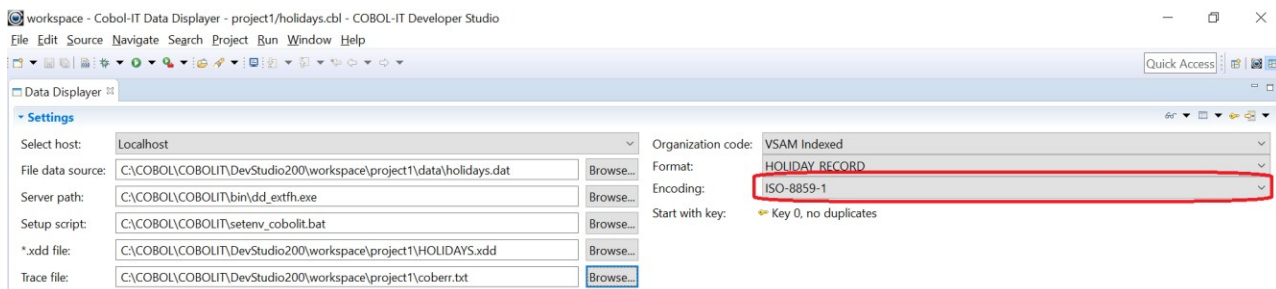 workspace - Cobol-IT Data Displayer - project1/holidays.cbl - COBOL-IT Developer Studio
File Edit Source Navigate Search Project Run Window Help
Quick Access
Data Displayer
Settings
Select host: Localhost Organization code: VSAM Indexed
File data source: C:\COBOL\COBOLIT\DevStudio200\workspace\project1\data\holidays.dat Browse... Format: HOLIDAY RECORD
Server path: C:\COBOL\COBOLIT\bin\dd_extfh.exe Browse... Encoding: ISO-8859-1
Setup script: C:\COBOL\COBOLIT\setenv_cobolit.bat Browse... Start with key: Key 0, no duplicates
*.xdd file: C:\COBOL\COBOLIT\DevStudio200\workspace\project1\HOLIDAYS.xdd Browse...
Trace file: C:\COBOL\COBOLIT\DevStudio200\workspace\project1\coberr.txt Browse...